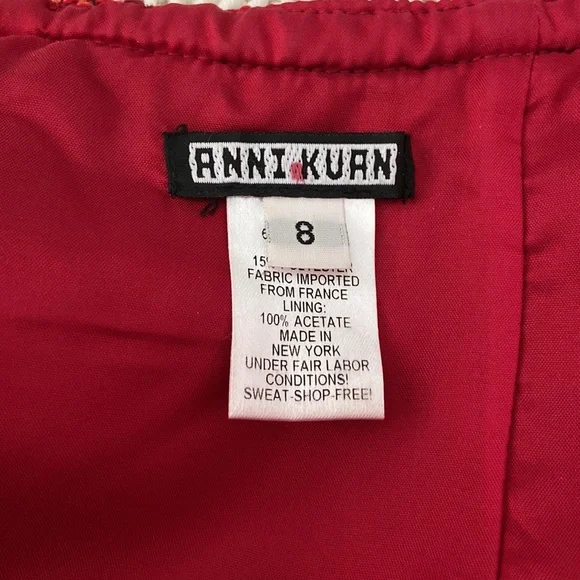 ANNI KUAN
8
FABRIC IMPORTED
FROM FRANCE
LINING:
100% ACETATE
MADE IN
NEW YORK
UNDER FAIR LABOR
CONDITIONS!
SWEAT-SHOP-FREE!